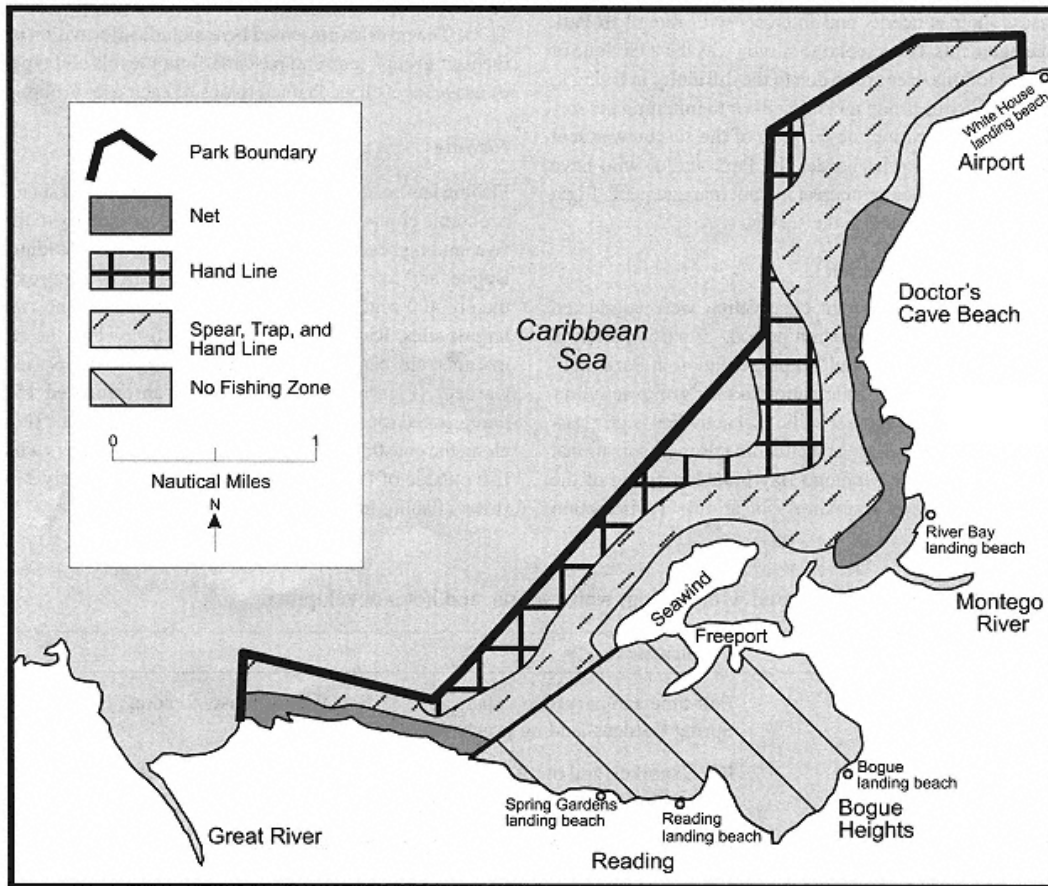 Park Boundary
Net
Hand Line
Spear, Trap, and
Hand Line
No Fishing Zone
0 1
Nautical Miles
N
Caribbean
Sea
White House
landing beach
Airport
Doctor's
Cave Beach
River Bay
landing beach
Montego
River
Seawind
Freeport
Bogue
landing beach
Bogue
Heights
Spring Gardens
landing beach
Reading
landing beach
Reading
Great River